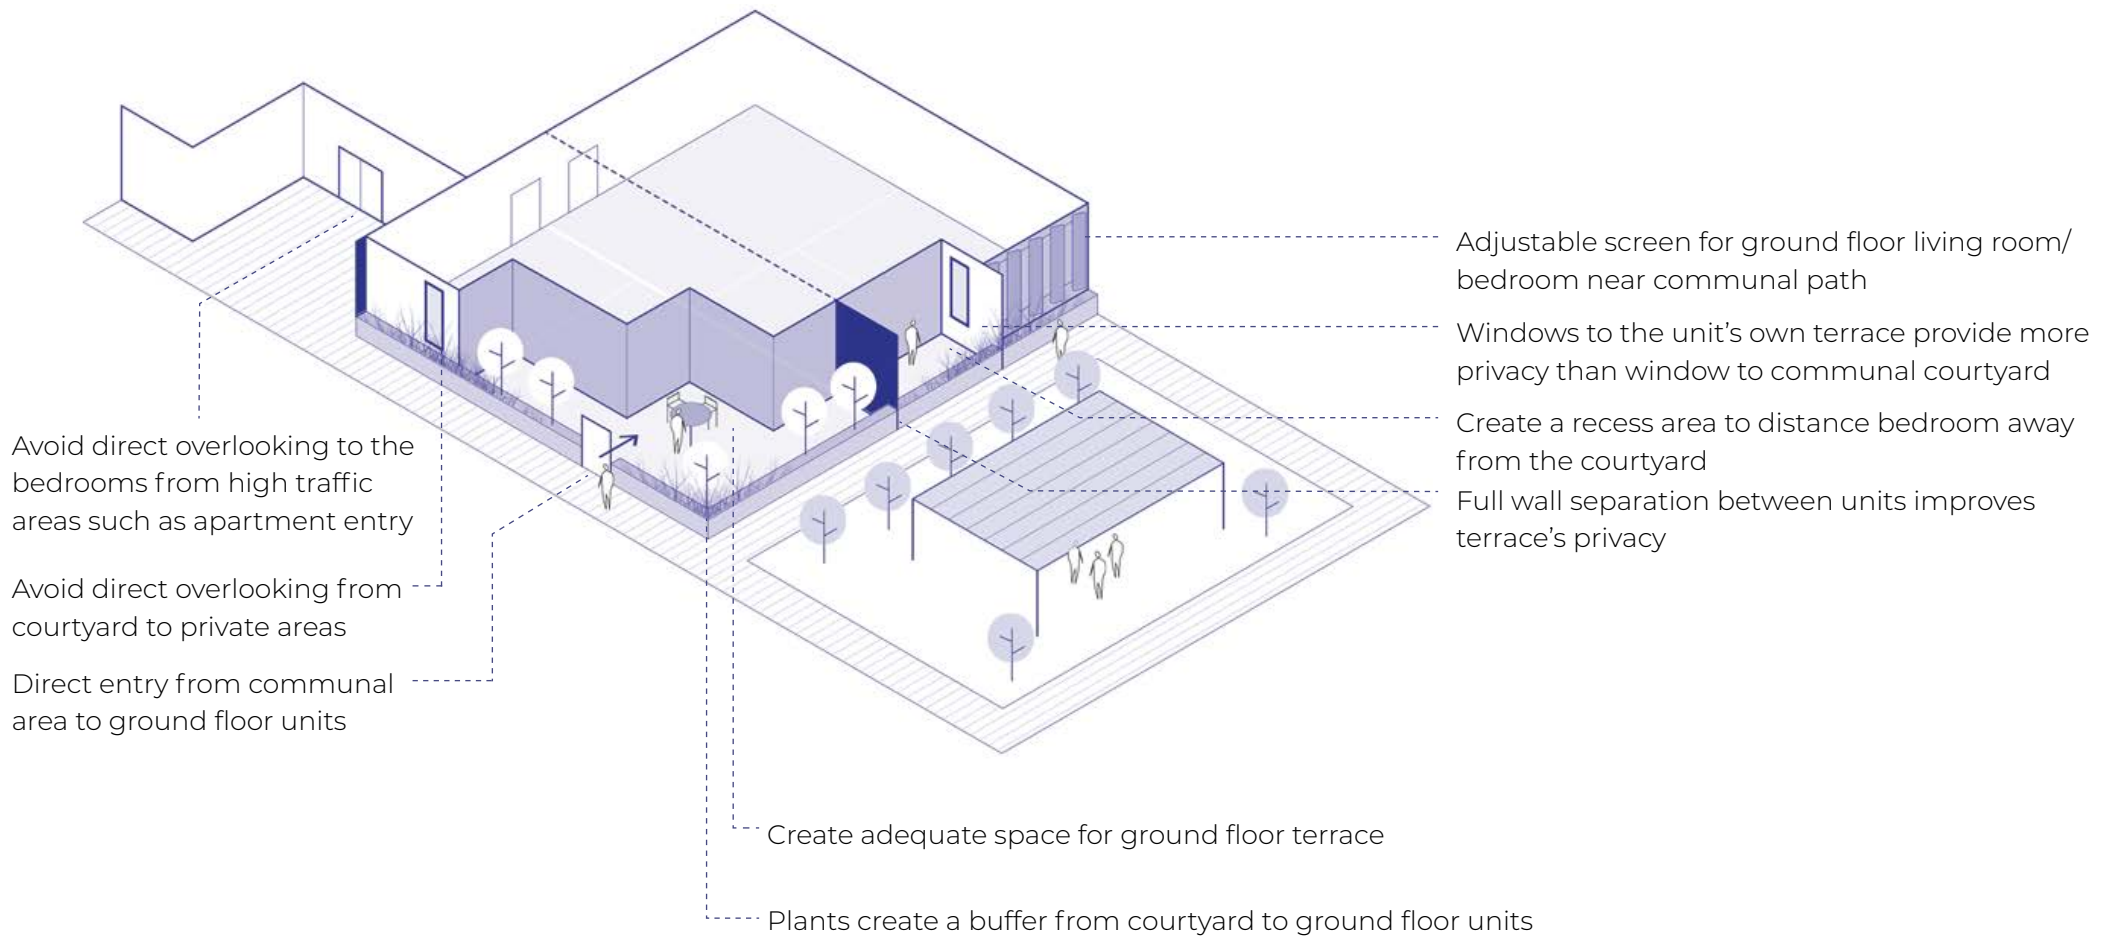 Adjustable screen for ground floor living room/
bedroom near communal path
Windows to the unit's own terrace provide more
privacy than window to communal courtyard
Create a recess area to distance bedroom away
from the courtyard
Full wall separation between units improves
terrace's privacy
Avoid direct overlooking to the
bedrooms from high traffic
areas such as apartment entry
Avoid direct overlooking from
courtyard to private areas
Direct entry from communal
area to ground floor units
Create adequate space for ground floor terrace
Plants create a buffer from courtyard to ground floor units